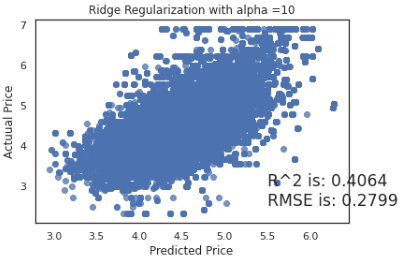 Ridge Regularization with alpha =10
7
6
5
4
3
Actuual Price
R^2 is: 0.4064
RMSE is: 0.2799
3.0 3.5 4.0 4.5 5.0 5.5 6.0
Predicted Price